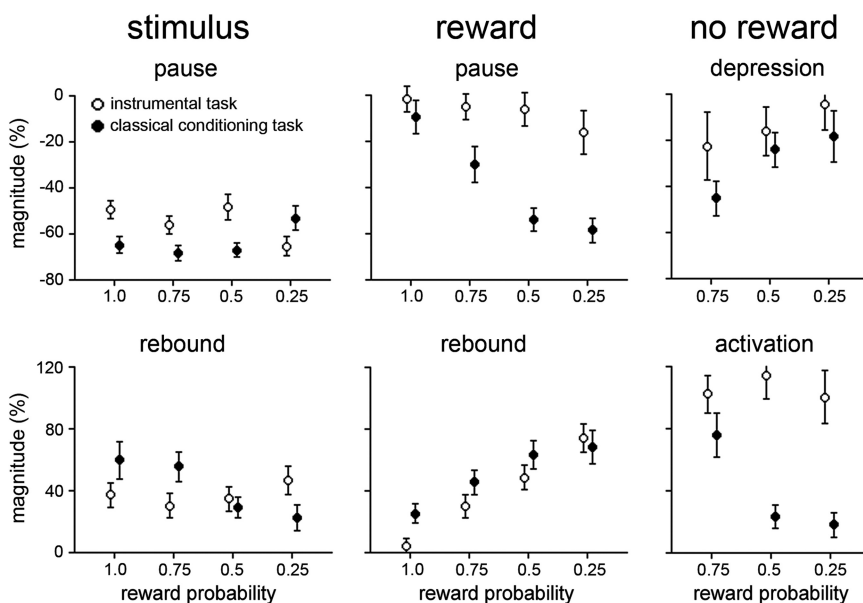 stimulus reward no reward
pause pause depression
magnitude (%)
0
-20
-40
-60
-80
instrumental task
classical conditioning task
1.0 0.75 0.5 0.25
1.0 0.75 0.5 0.25
0.75 0.5 0.25
rebound rebound activation
magnitude (%)
120
80
40
0
1.0 0.75 0.5 0.25
1.0 0.75 0.5 0.25
0.75 0.5 0.25
reward probability reward probability reward probability